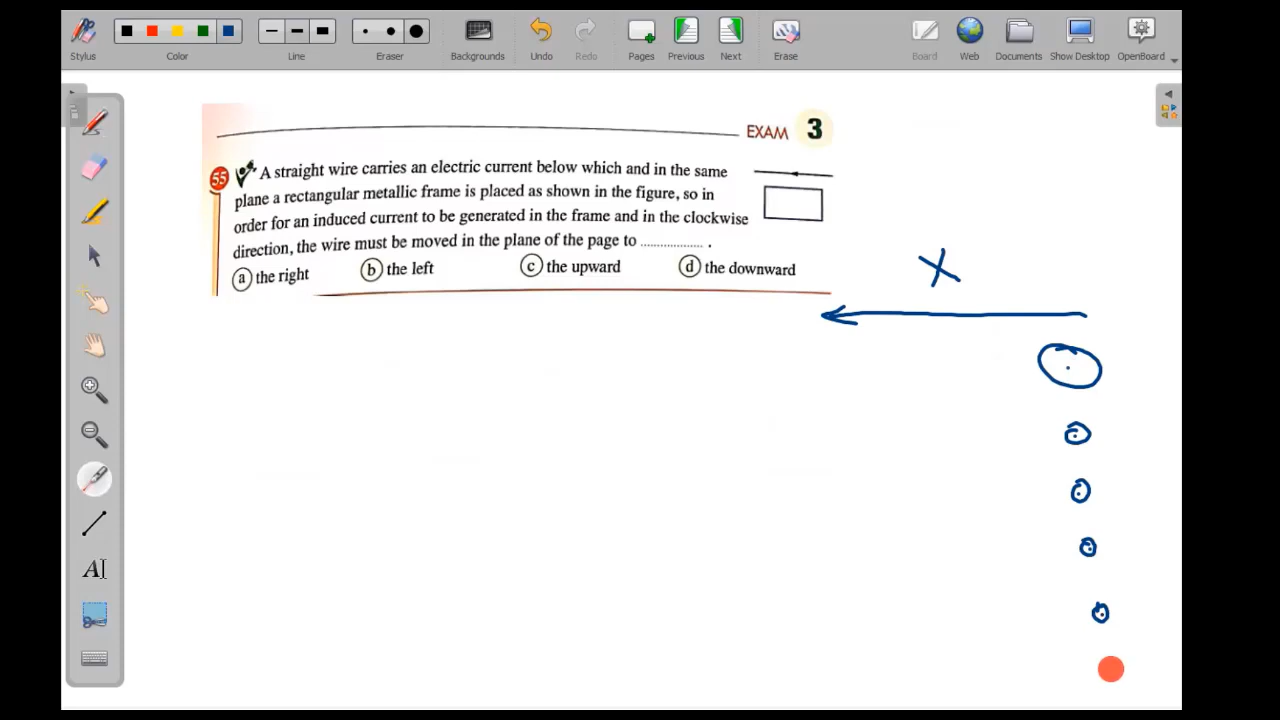 Stylus
Color
Line
Eraser
Backgrounds
Undo
Redo
Pages
Previous
Next
Erase
Board
Web
Documents
Show Desktop
OpenBoard
EXAM 3
55 A straight wire carries an electric current below which and in the same
plane a rectangular metallic frame is placed as shown in the figure, so in
order for an induced current to be generated in the frame and in the clockwise
direction, the wire must be moved in the plane of the page to .................. .
a the right b the left c the upward d the downward
X
A